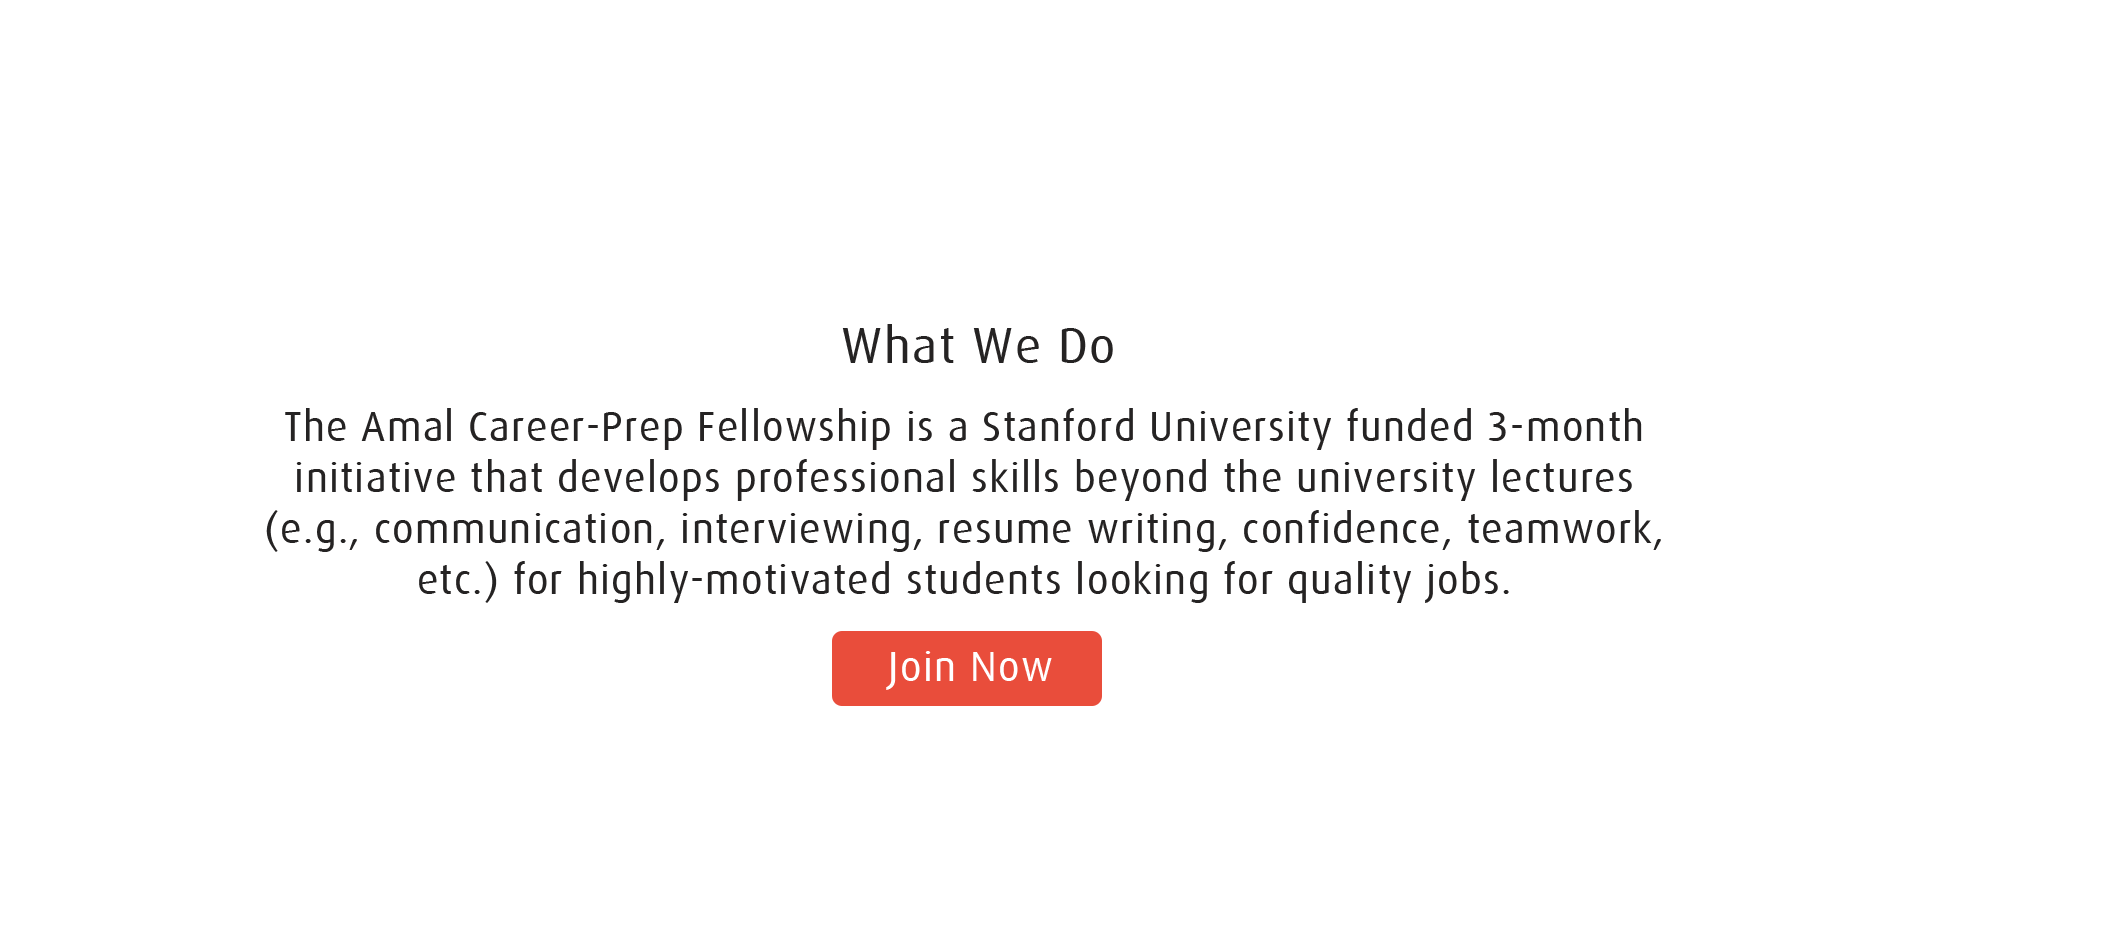 What We Do
The Amal Career-Prep Fellowship is a Stanford University funded 3-month
initiative that develops professional skills beyond the university lectures
(e.g., communication, interviewing, resume writing, confidence, teamwork,
etc.) for highly-motivated students looking for quality jobs.
Join Now